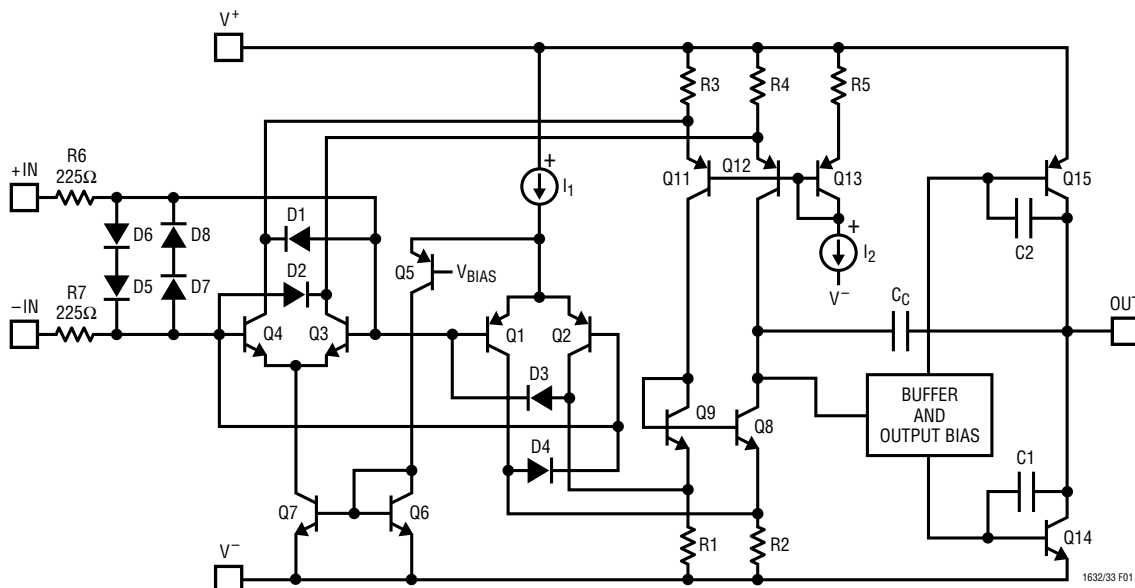 V+
R3
R4
R5
+IN
R6
225Ω
I1
Q11
Q12
Q13
Q15
D6
D8
D1
C2
I2
Q5
VBIAS
V−
D5
D7
D2
−IN
R7
225Ω
Q4
Q3
Q1
Q2
CC
OUT
D3
Q9
Q8
BUFFER
AND
OUTPUT BIAS
D4
C1
Q7
Q6
R1
R2
Q14
V−
1632/33 F01